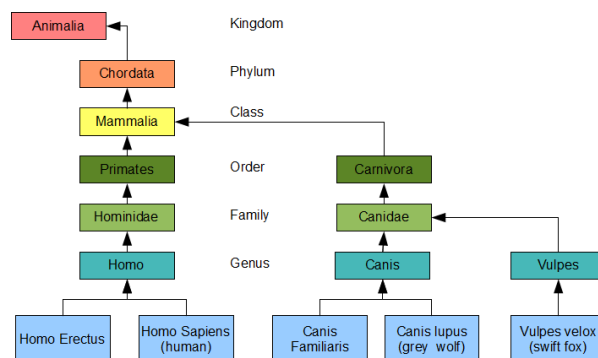 Animalia
Kingdom
Chordata
Phylum
Mammalia
Class
Primates
Order
Carnivora
Hominidae
Family
Canidae
Homo
Genus
Canis
Vulpes
Homo Erectus
Homo Sapiens
(human)
Canis
Familiaris
Canis lupus
(grey wolf)
Vulpes velox
(swift fox)